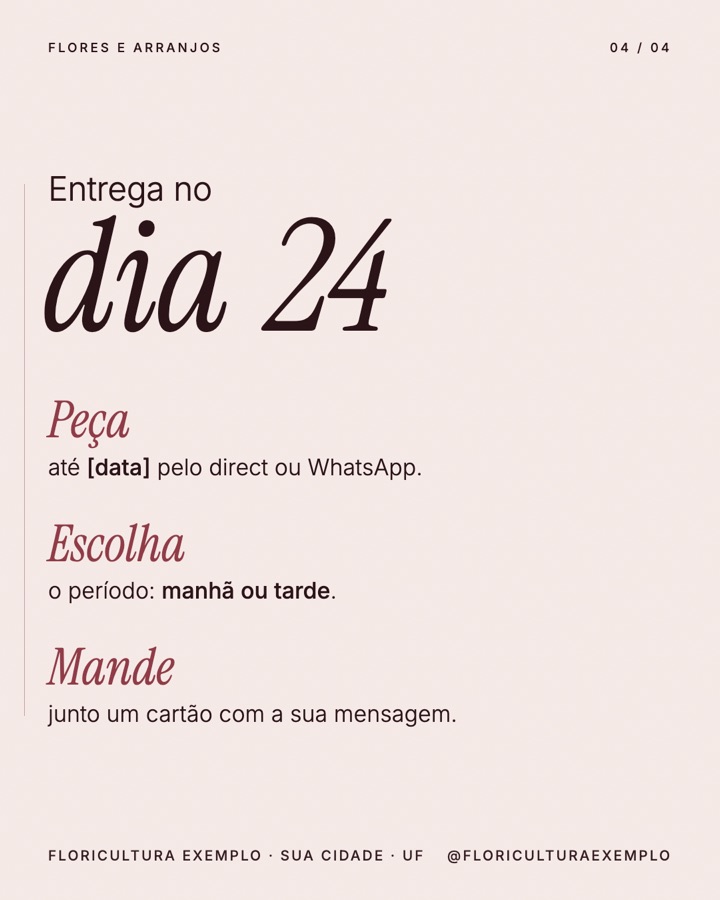 FLORES E ARRANJOS
04 / 04
Entrega no
dia 24
Peça
até [data] pelo direct ou WhatsApp.
Escolha
o período: manhã ou tarde.
Mande
junto um cartão com a sua mensagem.
FLORICULTURA EXEMPLO · SUA CIDADE · UF
@FLORICULTURAEXEMPLO